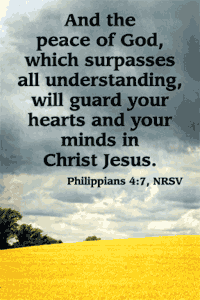 And the
peace of God,
which surpasses
all understanding,
will guard your
hearts and your
minds in
Christ Jesus.
Philippians 4:7, NRSV